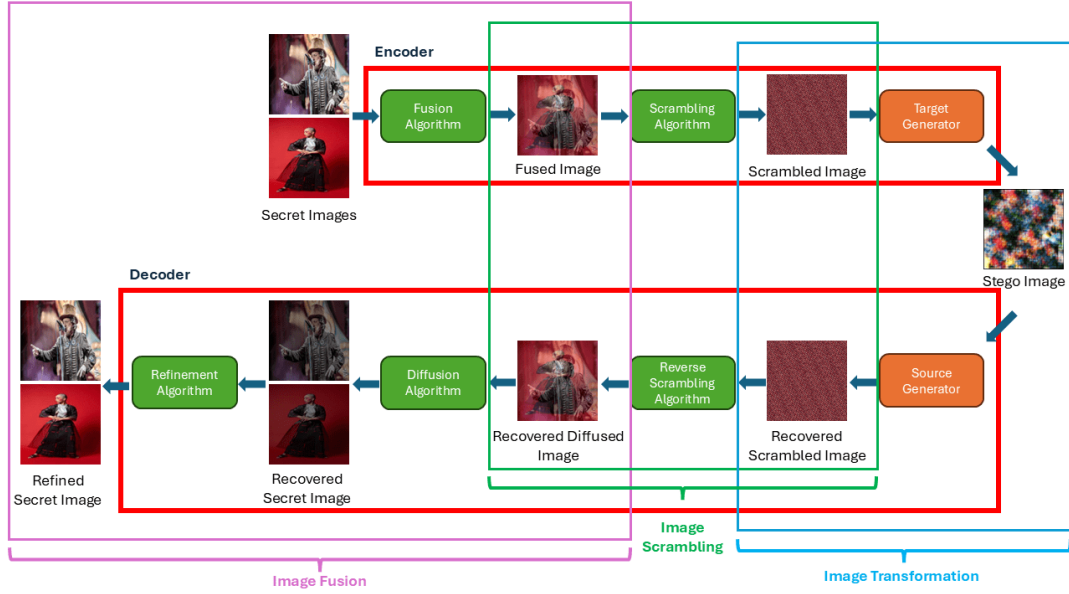 Encoder
Fusion
Algorithm
Scrambling
Algorithm
Target
Generator
Fused Image
Scrambled Image
Secret Images
Stego Image
Decoder
Refinement
Algorithm
Diffusion
Algorithm
Reverse
Scrambling
Algorithm
Source
Generator
Recovered Diffused
Image
Recovered
Scrambled Image
Refined
Secret Image
Recovered
Secret Image
Image
Scrambling
Image Fusion
Image Transformation